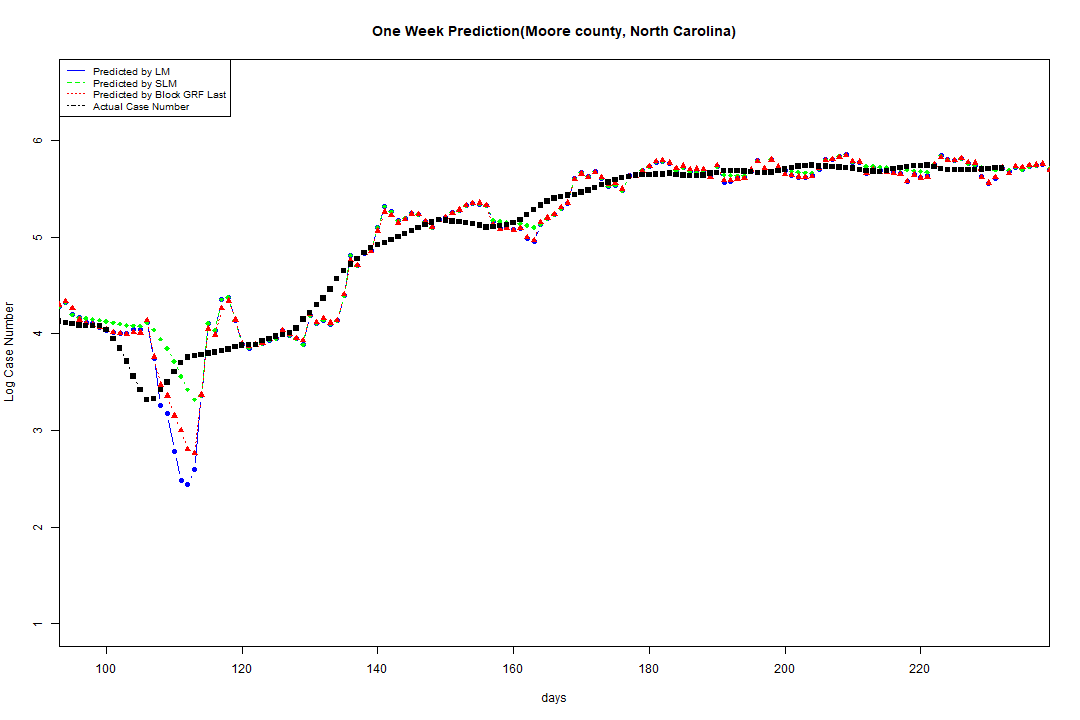 One Week Prediction(Moore county, North Carolina)
Predicted by LM
Predicted by SLM
Predicted by Block GRF Last
Actual Case Number
Log Case Number
6
5
4
3
2
1
100 120 140 160 180 200 220
days